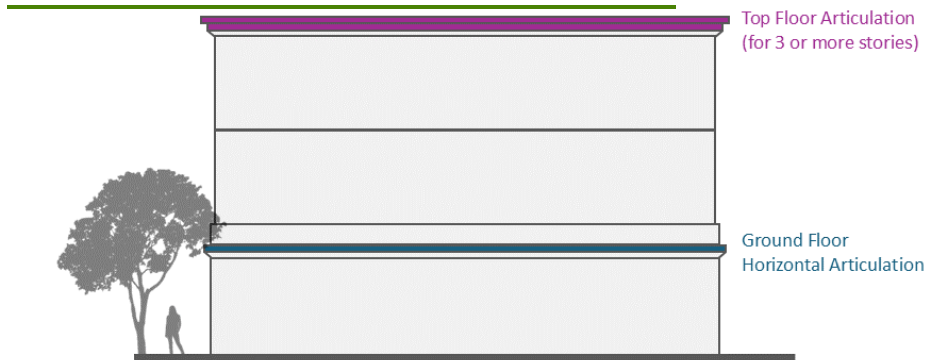 Top Floor Articulation
(for 3 or more stories)
Ground Floor
Horizontal Articulation